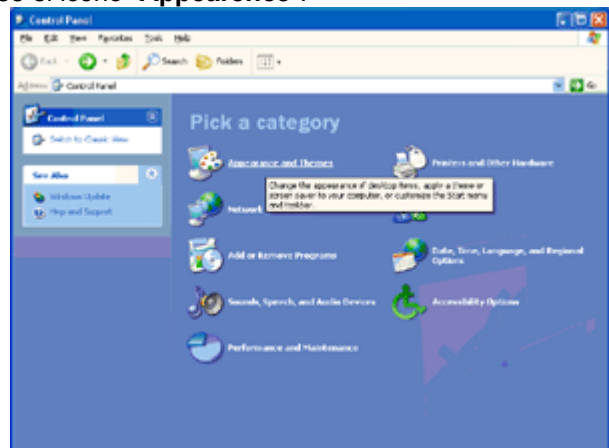 "Appearence".
Control Panel
File Edit View Favorites Tools Help
Back Search Folders
Address Control Panel Go
Control Panel
Switch to Classic View
See Also
Windows Update
Help and Support
Pick a category
Appearance and Themes
Printers and Other Hardware
Change the appearance of desktop items, apply a theme or
screen saver to your computer, or customize the Start menu
and taskbar.
Network
Add or Remove Programs
Date, Time, Language, and Regional
Options
Sounds, Speech, and Audio Devices
Accessibility Options
Performance and Maintenance